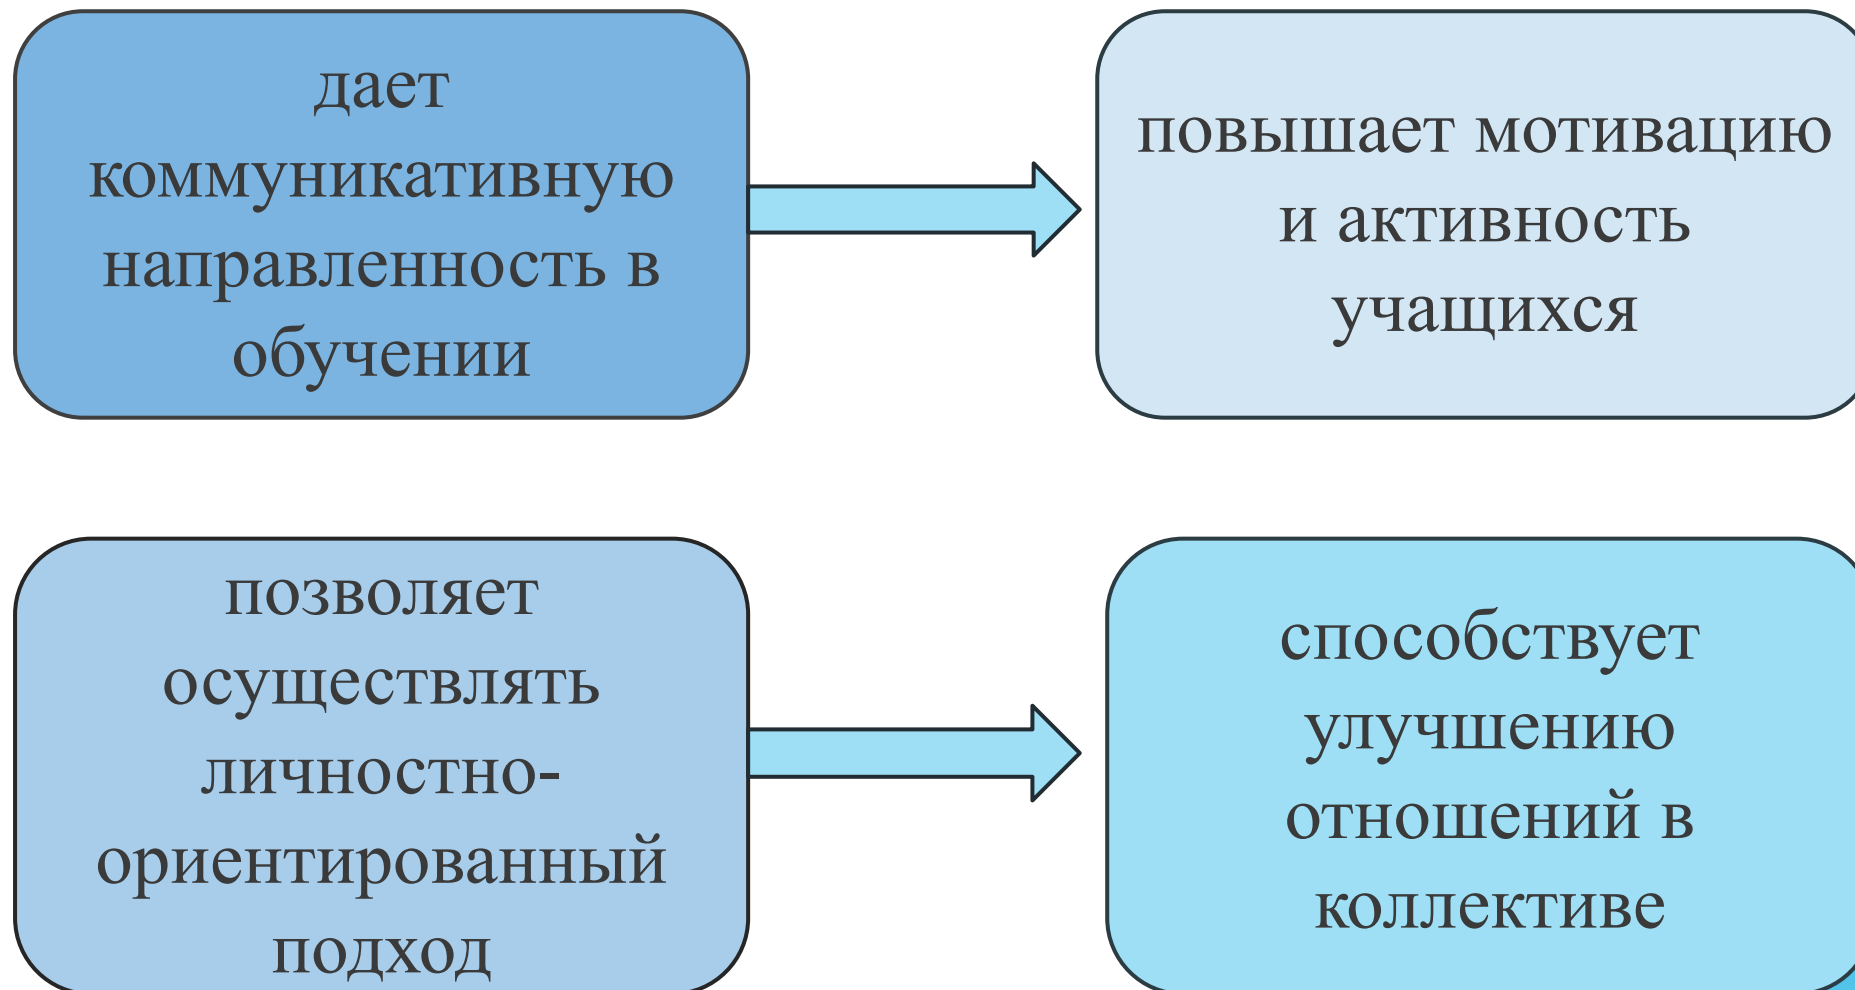 дает
коммуникативную
направленность в
обучении
повышает мотивацию
и активность
учащихся
позволяет
осуществлять
личностно-
ориентированный
подход
способствует
улучшению
отношений в
коллективе